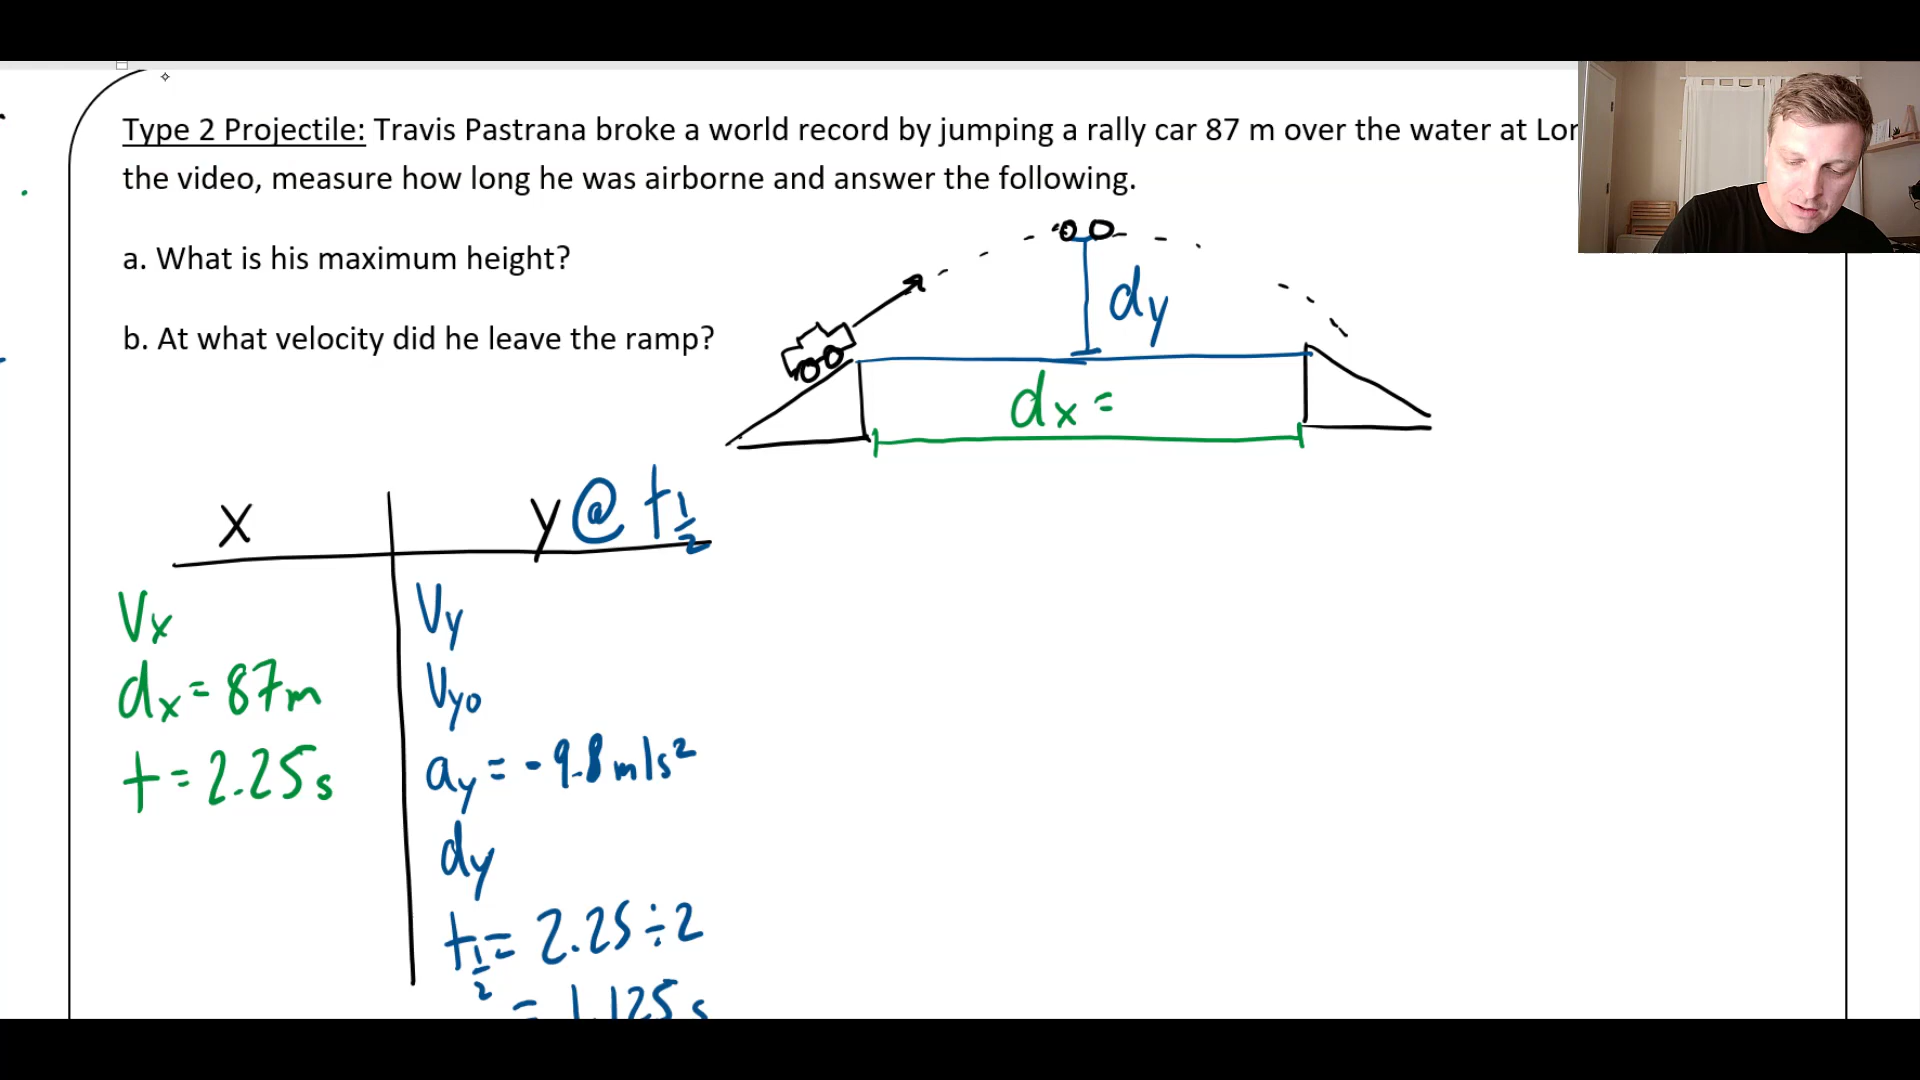 Type 2 Projectile: Travis Pastrana broke a world record by jumping a rally car 87 m over the water at
the video, measure how long he was airborne and answer the following.
a. What is his maximum height?
dy
b. At what velocity did he leave the ramp?
dx =
x
y @ t½
Vx
Vy
dx = 87m
Vyo
t = 2.25 s
ay = -9.8 m/s²
dy
t½ = 2.25 ÷ 2
= 1.125 s